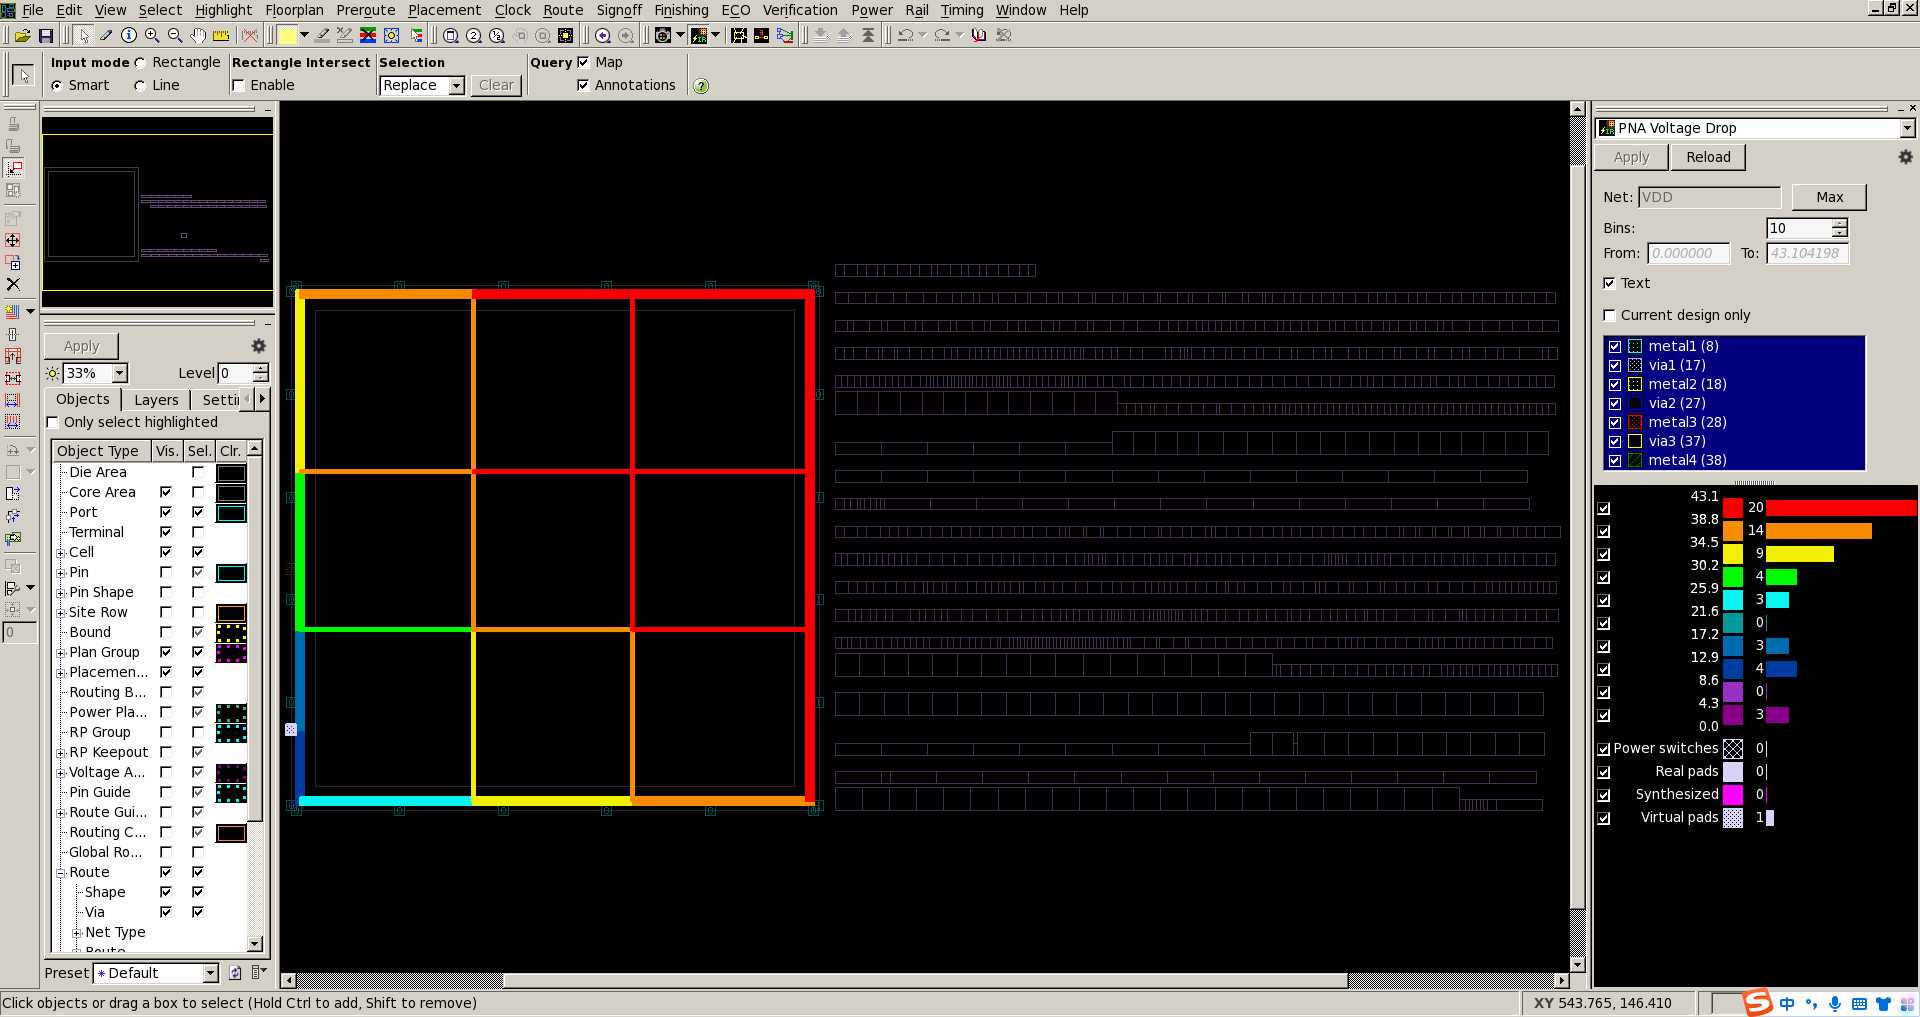 File Edit View Select Highlight Floorplan Preroute Placement Clock Route Signoff Finishing ECO Verification Power Rail Timing Window Help
Input mode Rectangle Rectangle Intersect Selection Query Map
Smart Line Enable Replace Clear Annotations
PNA Voltage Drop
Apply Reload
Net: VDD Max
Bins: 10
From: 0.000000 To: 43.104198
Text
Current design only
metal1 (8)
via1 (17)
metal2 (18)
via2 (27)
metal3 (28)
via3 (37)
metal4 (38)
43.1
20
38.8
14
34.5
9
30.2
4
25.9
3
21.6
0
17.2
3
12.9
4
8.6
0
4.3
3
0.0
Power switches 0
Real pads 0
Synthesized 0
Virtual pads 1
Apply
33% Level 0
Objects Layers Setti
Only select highlighted
Object Type Vis. Sel. Clr.
Die Area
Core Area
Port
Terminal
Cell
Pin
Pin Shape
Site Row
Bound
Plan Group
Placemen...
Routing B...
Power Pla...
RP Group
RP Keepout
Voltage A...
Pin Guide
Route Gui...
Routing C...
Global Ro...
Route
Shape
Via
Net Type
0
Preset * Default
Click objects or drag a box to select (Hold Ctrl to add, Shift to remove)
XY 543.765, 146.410
S 中